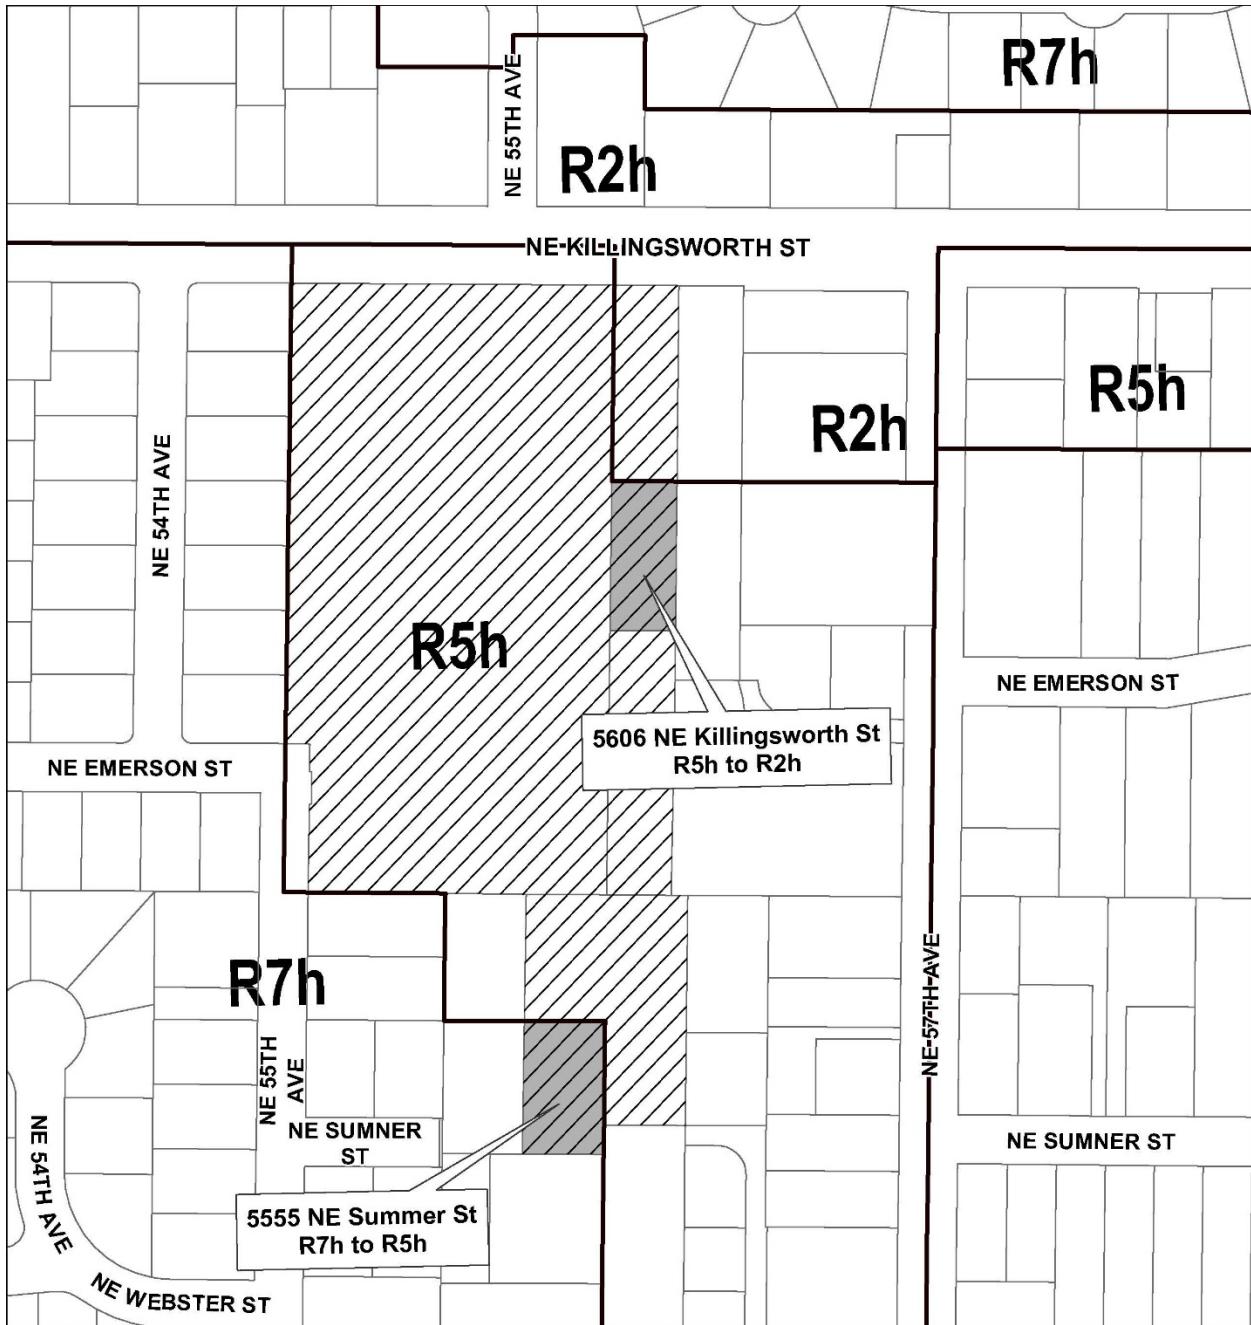 R7h
NE 55TH AVE
R2h
NE KILLINGSWORTH ST
R5h
R2h
NE 54TH AVE
R5h
NE EMERSON ST
5606 NE Killingsworth St
R5h to R2h
NE EMERSON ST
R7h
NE 57TH AVE
NE 55TH
AVE
NE SUMNER
ST
NE SUMNER ST
NE 54TH AVE
5555 NE Summer St
R7h to R5h
NE WEBSTER ST